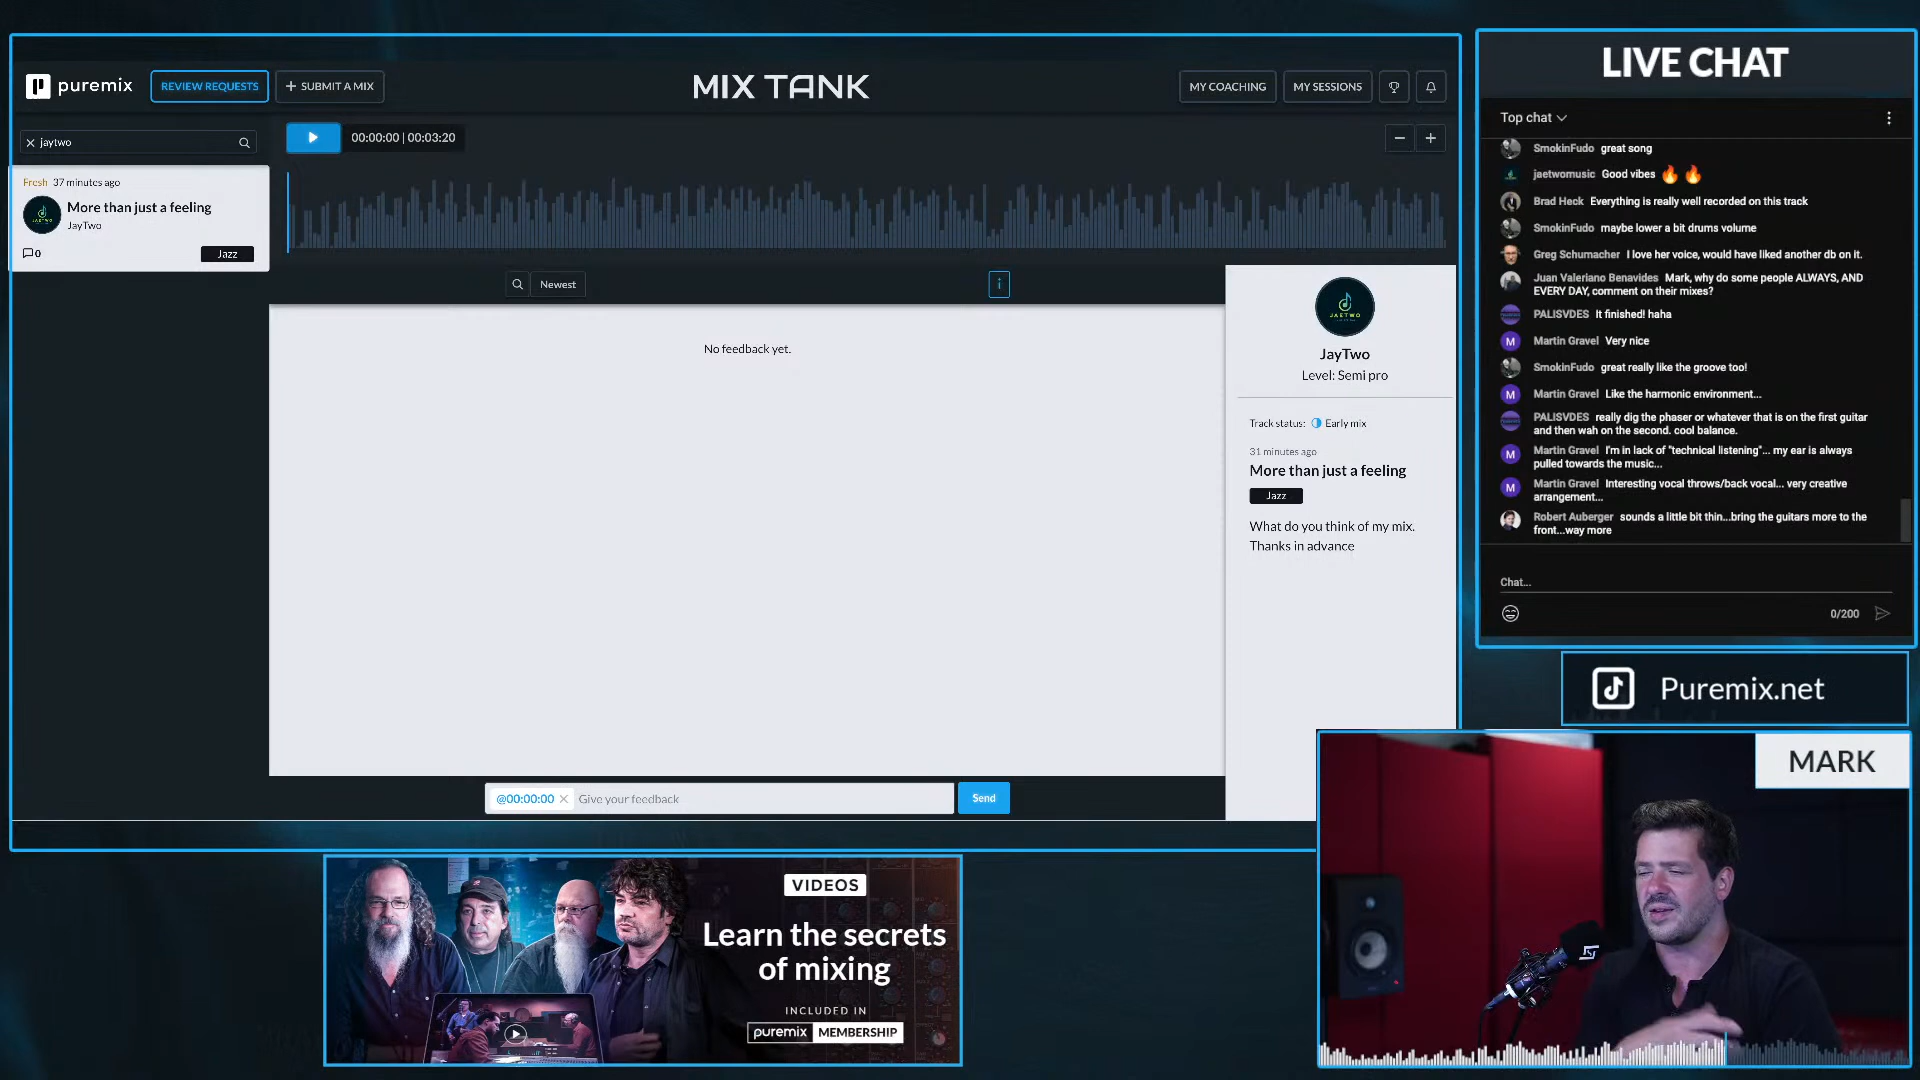 puremix
REVIEW REQUESTS
+ SUBMIT A MIX
MIX TANK
MY COACHING
MY SESSIONS
jaytwo
00:00:00 | 00:03:20
Fresh 37 minutes ago
More than just a feeling
JayTwo
0
Jazz
Newest
i
No feedback yet.
JAETWO
JayTwo
Level: Semi pro
Track status: Early mix
31 minutes ago
More than just a feeling
Jazz
What do you think of my mix.
Thanks in advance
@00:00:00 Give your feedback
Send
LIVE CHAT
Top chat
SmokinFudo great song
jaetwomusic Good vibes 🔥 🔥
Brad Heck Everything is really well recorded on this track
SmokinFudo maybe lower a bit drums volume
Greg Schumacher I love her voice, would have liked another db on it.
Juan Valeriano Benavides Mark, why do some people ALWAYS, AND
EVERY DAY, comment on their mixes?
PALISVDES It finished! haha
M Martin Gravel Very nice
SmokinFudo great really like the groove too!
M Martin Gravel Like the harmonic environment...
PALISVDES really dig the phaser or whatever that is on the first guitar
and then wah on the second. cool balance.
M Martin Gravel I'm in lack of "technical listening"... my ear is always
pulled towards the music...
M Martin Gravel Interesting vocal throws/back vocal... very creative
arrangement...
Robert Auberger sounds a little bit thin...bring the guitars more to the
front...way more
Chat...
0/200
Puremix.net
MARK
VIDEOS
Learn the secrets
of mixing
INCLUDED IN
puremix MEMBERSHIP